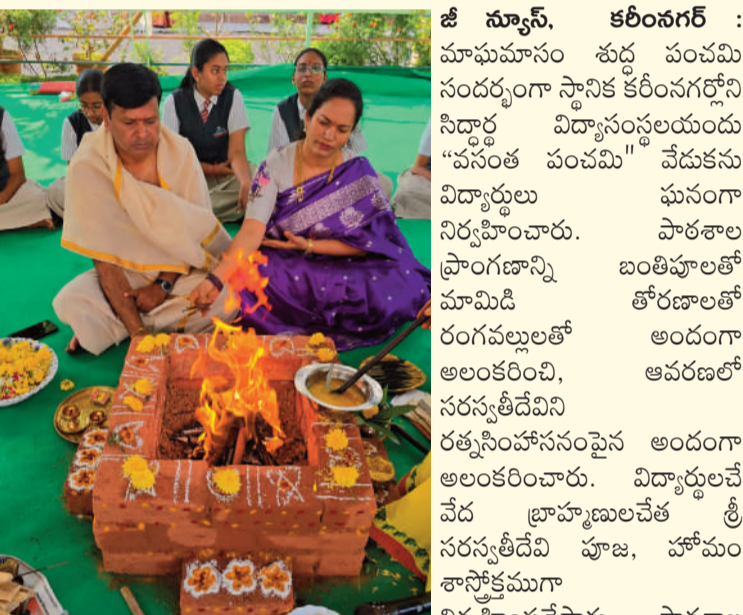 జీ న్యూస్, కరీంనగర్ :
మాఘమాసం శుద్ధ పంచమి
సందర్భంగా స్థానిక కరీంనగర్లోని
సిద్ధార్థ విద్యాసంస్థలయందు
“వసంత పంచమి" వేడుకను
విద్యార్థులు ఘనంగా
నిర్వహించారు. పాఠశాల
ప్రాంగణాన్ని బంతిపూలతో
మామిడి తోరణాలతో
రంగవల్లులతో అందంగా
అలంకరించి, ఆవరణలో
సరస్వతీదేవిని
రత్నసింహాసనంపైన అందంగా
అలంకరించారు. విద్యార్థులచే
వేద బ్రాహ్మణులచేత శ్రీ
సరస్వతీదేవి పూజ, హోమం
శాస్త్రోక్తముగా